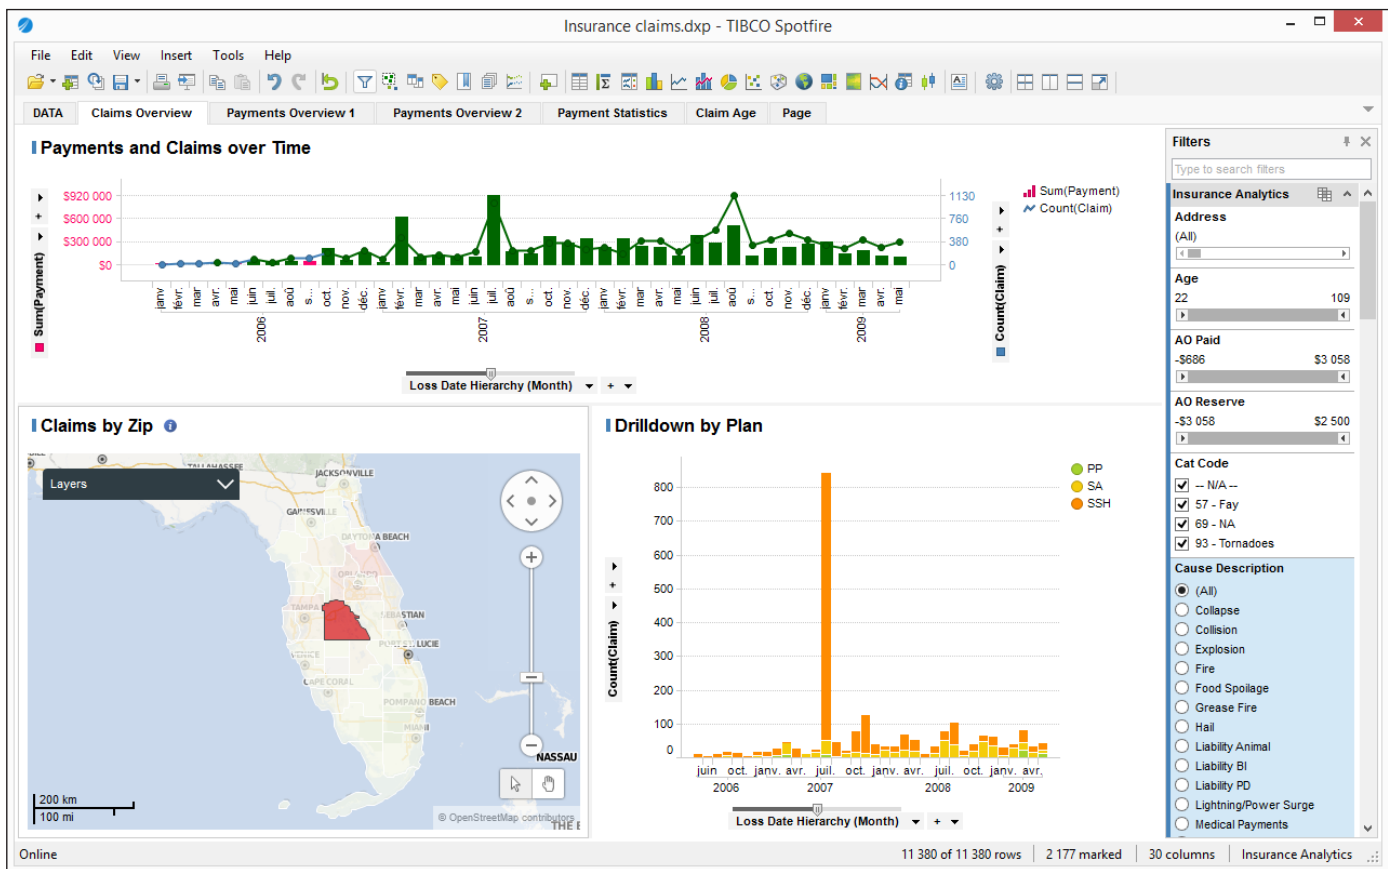 Insurance claims.dxp - TIBCO Spotfire
File Edit View Insert Tools Help
DATA Claims Overview Payments Overview 1 Payments Overview 2 Payment Statistics Claim Age Page
Payments and Claims over Time
Sum(Payment)
$920 000
$600 000
$300 000
$0
1130
760
380
0
Count(Claim)
Sum(Payment)
Count(Claim)
janv févr. mar avr. mai juin juil. aoû s... oct. nov. déc. janv févr. mar avr. mai juin juil. aoû s... oct. nov. déc. janv févr. mar avr. mai juin juil. aoû s... oct. nov. déc. janv févr. mar avr. mai
2006 2007 2008 2009
Loss Date Hierarchy (Month) +
Claims by Zip
Layers
TALLAHASSEE
JACKSONVILLE
GAINESVILLE
DAYTONA BEACH
ORLANDO
TAMPA
SEBASTIAN
PORT ST. LUCIE
VENICE
CAPE CORAL
POMPANO BEACH
MIAMI
NASSAU
200 km
100 mi
© OpenStreetMap contributors
THE B
Drilldown by Plan
PP
SA
SSH
Count(Claim)
800
700
600
500
400
300
200
100
0
juin oct. janv. avr. juil. oct. janv. avr. juil. oct. janv. avr.
2006 2007 2008 2009
Loss Date Hierarchy (Month) +
Filters
Type to search filters
Insurance Analytics
Address
(All)
Age
22 109
AO Paid
-$686 $3 058
AO Reserve
-$3 058 $2 500
Cat Code
-- N/A --
57 - Fay
69 - NA
93 - Tornadoes
Cause Description
(All)
Collapse
Collision
Explosion
Fire
Food Spoilage
Grease Fire
Hail
Liability Animal
Liability BI
Liability PD
Lightning/Power Surge
Medical Payments
Online
11 380 of 11 380 rows 2 177 marked 30 columns Insurance Analytics